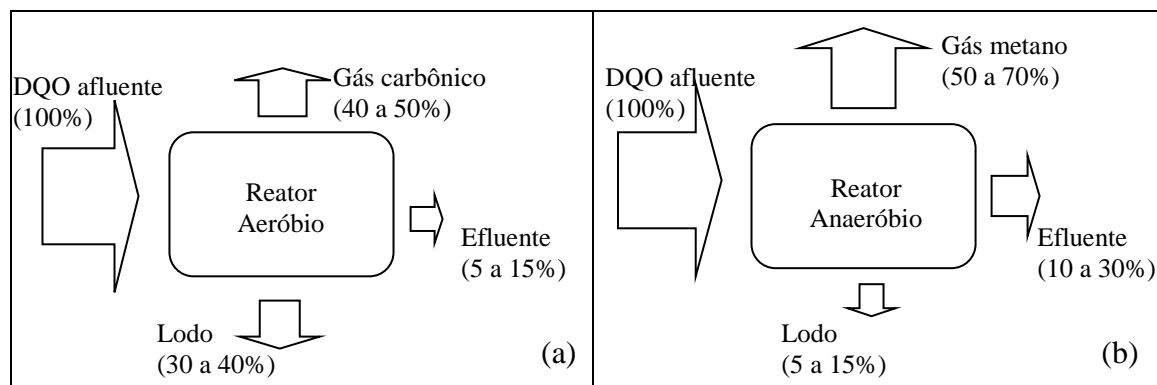 DQO afluente
(100%)
Gás carbônico
(40 a 50%)
Reator
Aeróbio
Efluente
(5 a 15%)
Lodo
(30 a 40%)
(a)
DQO afluente
(100%)
Gás metano
(50 a 70%)
Reator
Anaeróbio
Efluente
(10 a 30%)
Lodo
(5 a 15%)
(b)